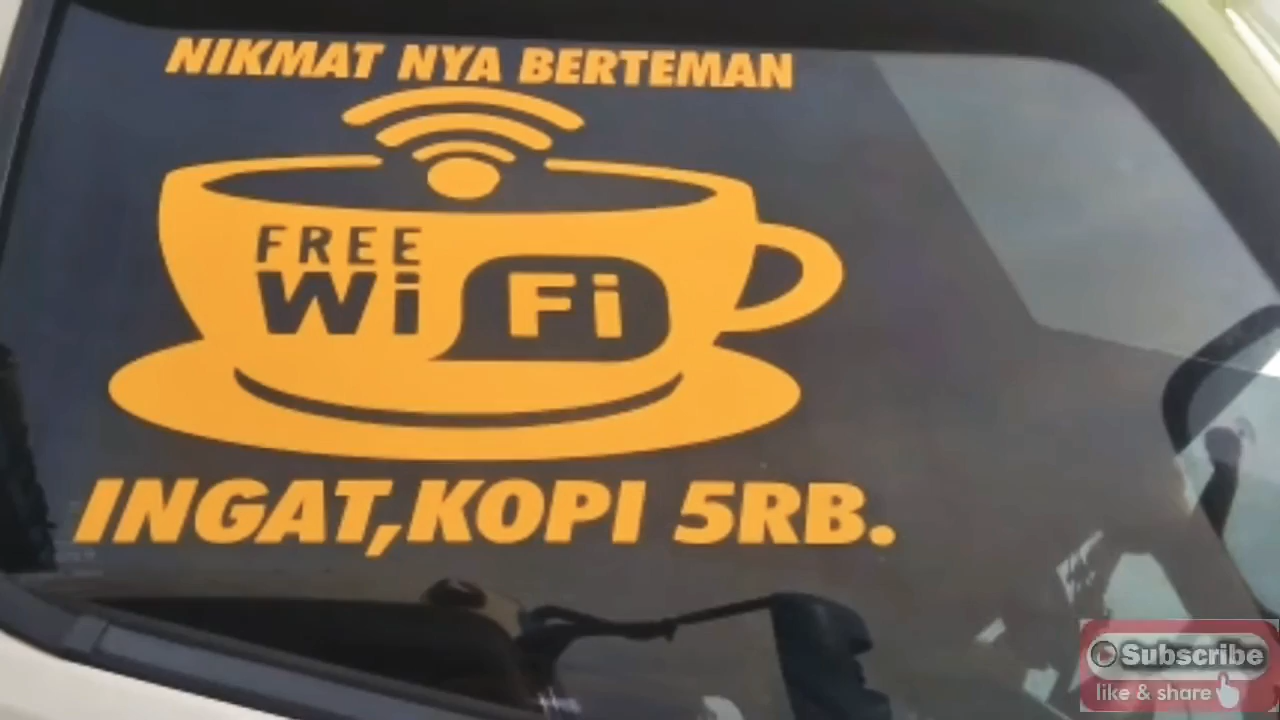 NIKMAT NYA BERTEMAN
FREE
Wi Fi
INGAT,KOPI 5RB.
Subscribe
like & share